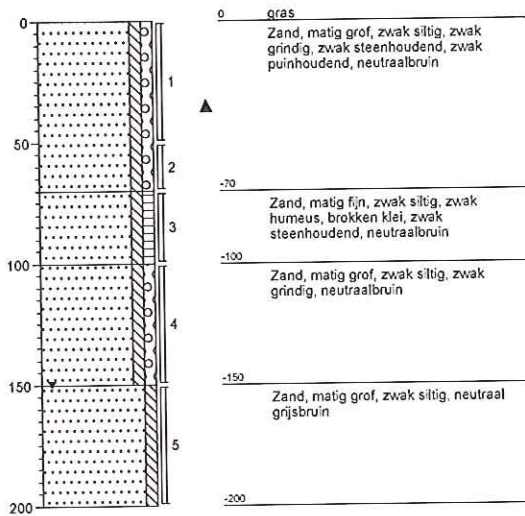 0
50
100
150
200
1
2
3
4
5
0 gras
Zand, matig grof, zwak siltig, zwak
grindig, zwak steenhoudend, zwak
puinhoudend, neutraalbruin
-70
Zand, matig fijn, zwak siltig, zwak
humeus, brokken klei, zwak
steenhoudend, neutraalbruin
-100
Zand, matig grof, zwak siltig, zwak
grindig, neutraalbruin
-150
Zand, matig grof, zwak siltig, neutraal
grijsbruin
-200